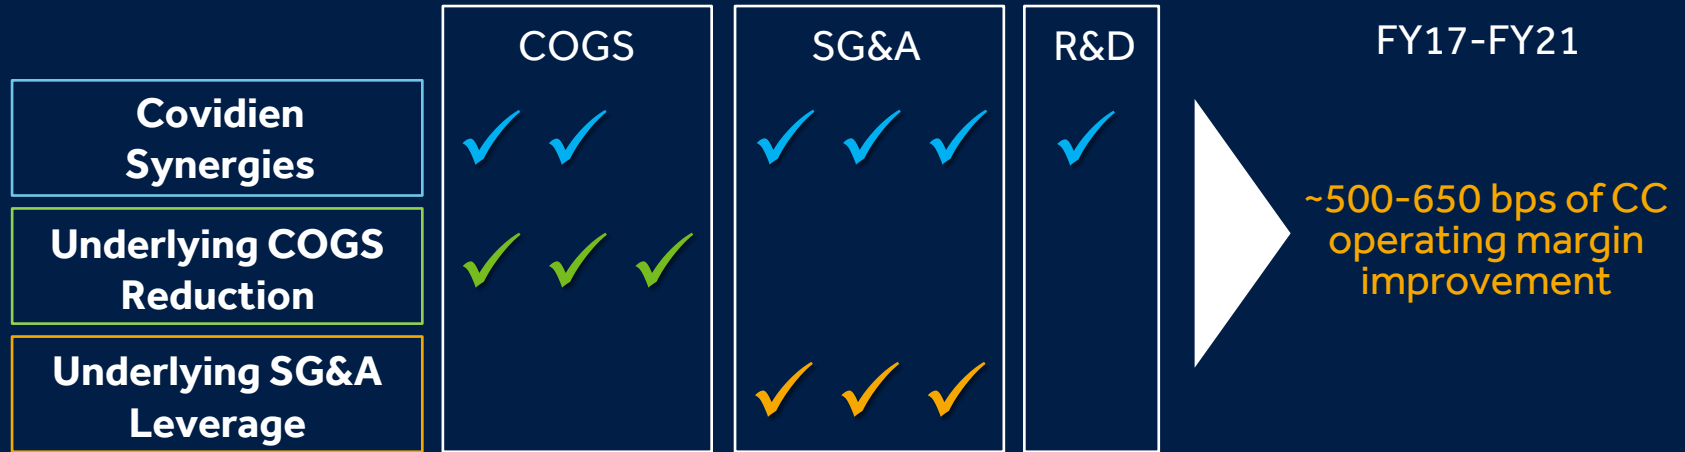 COGS
SG&A
R&D
FY17-FY21
Covidien
Synergies
Underlying COGS
Reduction
Underlying SG&A
Leverage
~500-650 bps of CC
operating margin
improvement